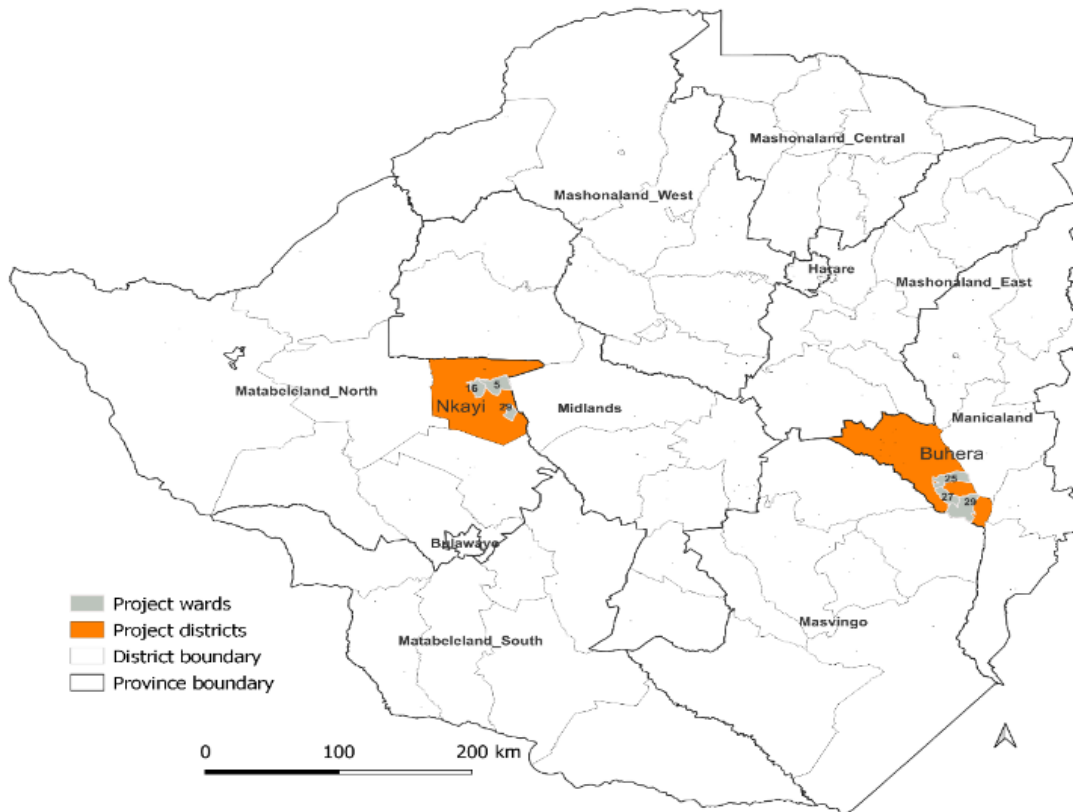 Mashonaland_Central
Mashonaland_West
Harare
Mashonaland_East
Matabeleland_North
16
5
Nkayi
29
Midlands
Manicaland
Buhera
25
27
29
Bulawayo
Masvingo
Matabeleland_South
Project wards
Project districts
District boundary
Province boundary
0 100 200 km